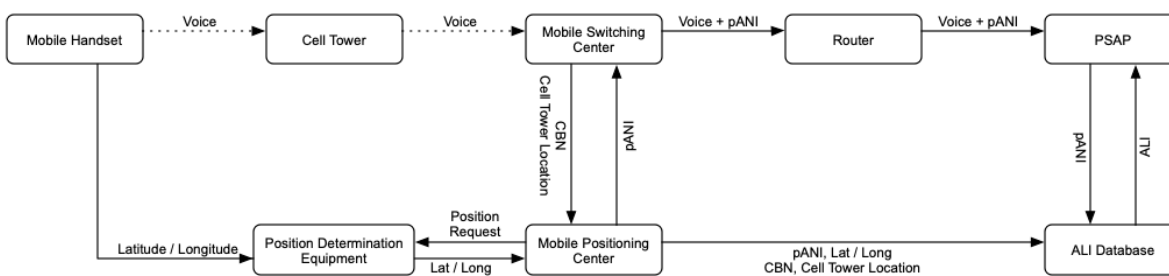 Voice
Voice
Voice + pANI
Voice + pANI
Mobile Handset
Cell Tower
Mobile Switching
Center
Router
PSAP
CBN
Cell Tower Location
pANI
pANI
ALI
Position
Request
Latitude / Longitude
Position Determination
Equipment
Lat / Long
Mobile Positioning
Center
pANI, Lat / Long
CBN, Cell Tower Location
ALI Database